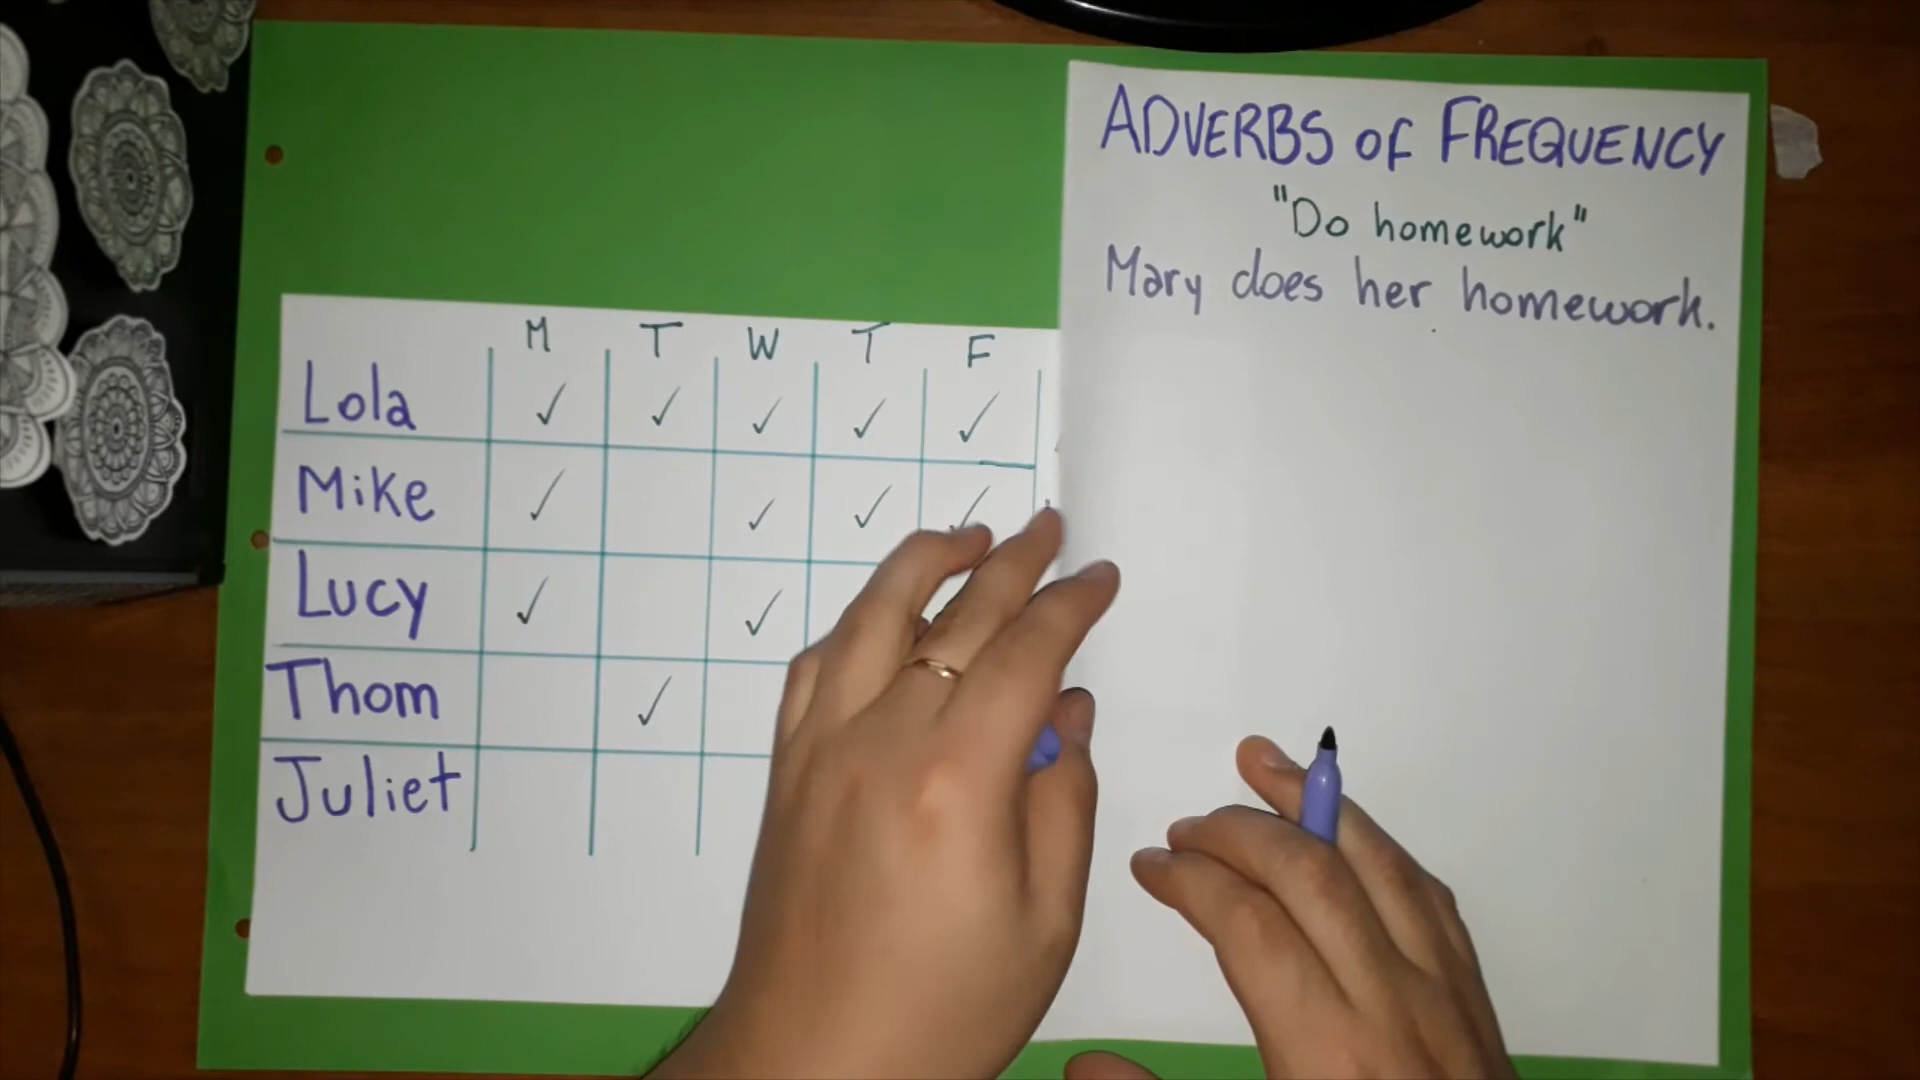 ADVERBS of FREQUENCY
"Do homework"
Mary does her homework.
M T W T F
Lola ✓ ✓ ✓ ✓ ✓
Mike ✓ ✓ ✓ ✓
Lucy ✓ ✓
Thom ✓
Juliet